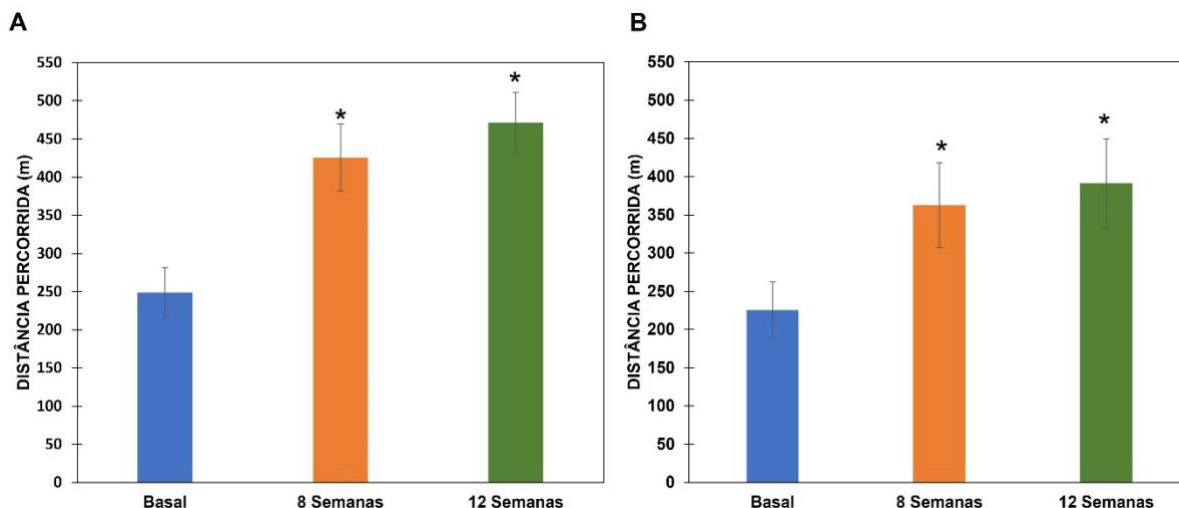 A
DISTÂNCIA PERCORRIDA (m)
550
500
450
400
350
300
250
200
150
100
50
0
*
*
Basal
8 Semanas
12 Semanas
B
DISTÂNCIA PERCORRIDA (m)
550
500
450
400
350
300
250
200
150
100
50
0
*
*
Basal
8 Semanas
12 Semanas